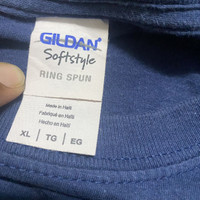 GILDAN®
Softstyle
RING SPUN
Made in Haiti
Fabriqué en Haïti
Hecho en Haití
XL | TG | EG